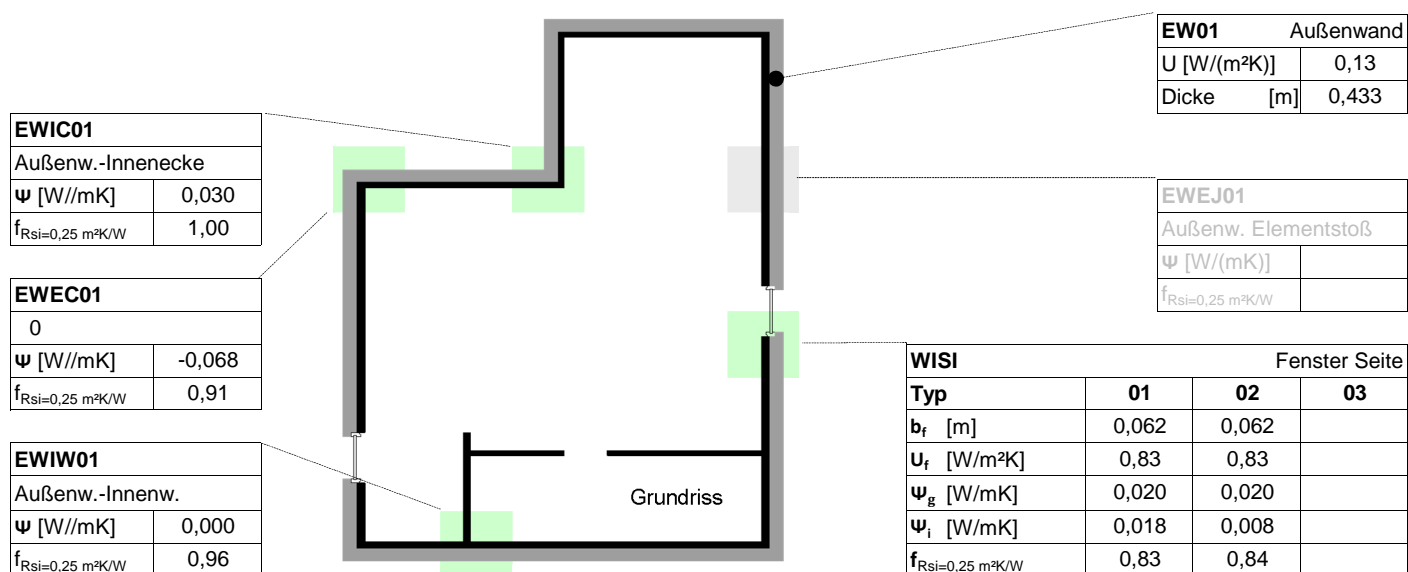 EW01 Außenwand
U [W/(m²K)] 0,13
Dicke [m] 0,433
EWIC01
Außenw.-Innenecke
Ψ [W//mK] 0,030
fRsi=0,25 m²K/W 1,00
EWEJ01
Außenw. Elementstoß
Ψ [W/(mK)]
fRsi=0,25 m²K/W
EWEC01
0
Ψ [W//mK] -0,068
fRsi=0,25 m²K/W 0,91
WISI Fenster Seite
Typ 01 02 03
bf [m] 0,062 0,062
Uf [W/m²K] 0,83 0,83
Ψg [W/mK] 0,020 0,020
Ψi [W/mK] 0,018 0,008
fRsi=0,25 m²K/W 0,83 0,84
EWIW01
Außenw.-Innenw.
Ψ [W//mK] 0,000
fRsi=0,25 m²K/W 0,96
Grundriss